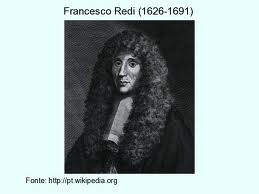 Francesco Redi (1626-1691)
Fonte: http://pt.wikipedia.org